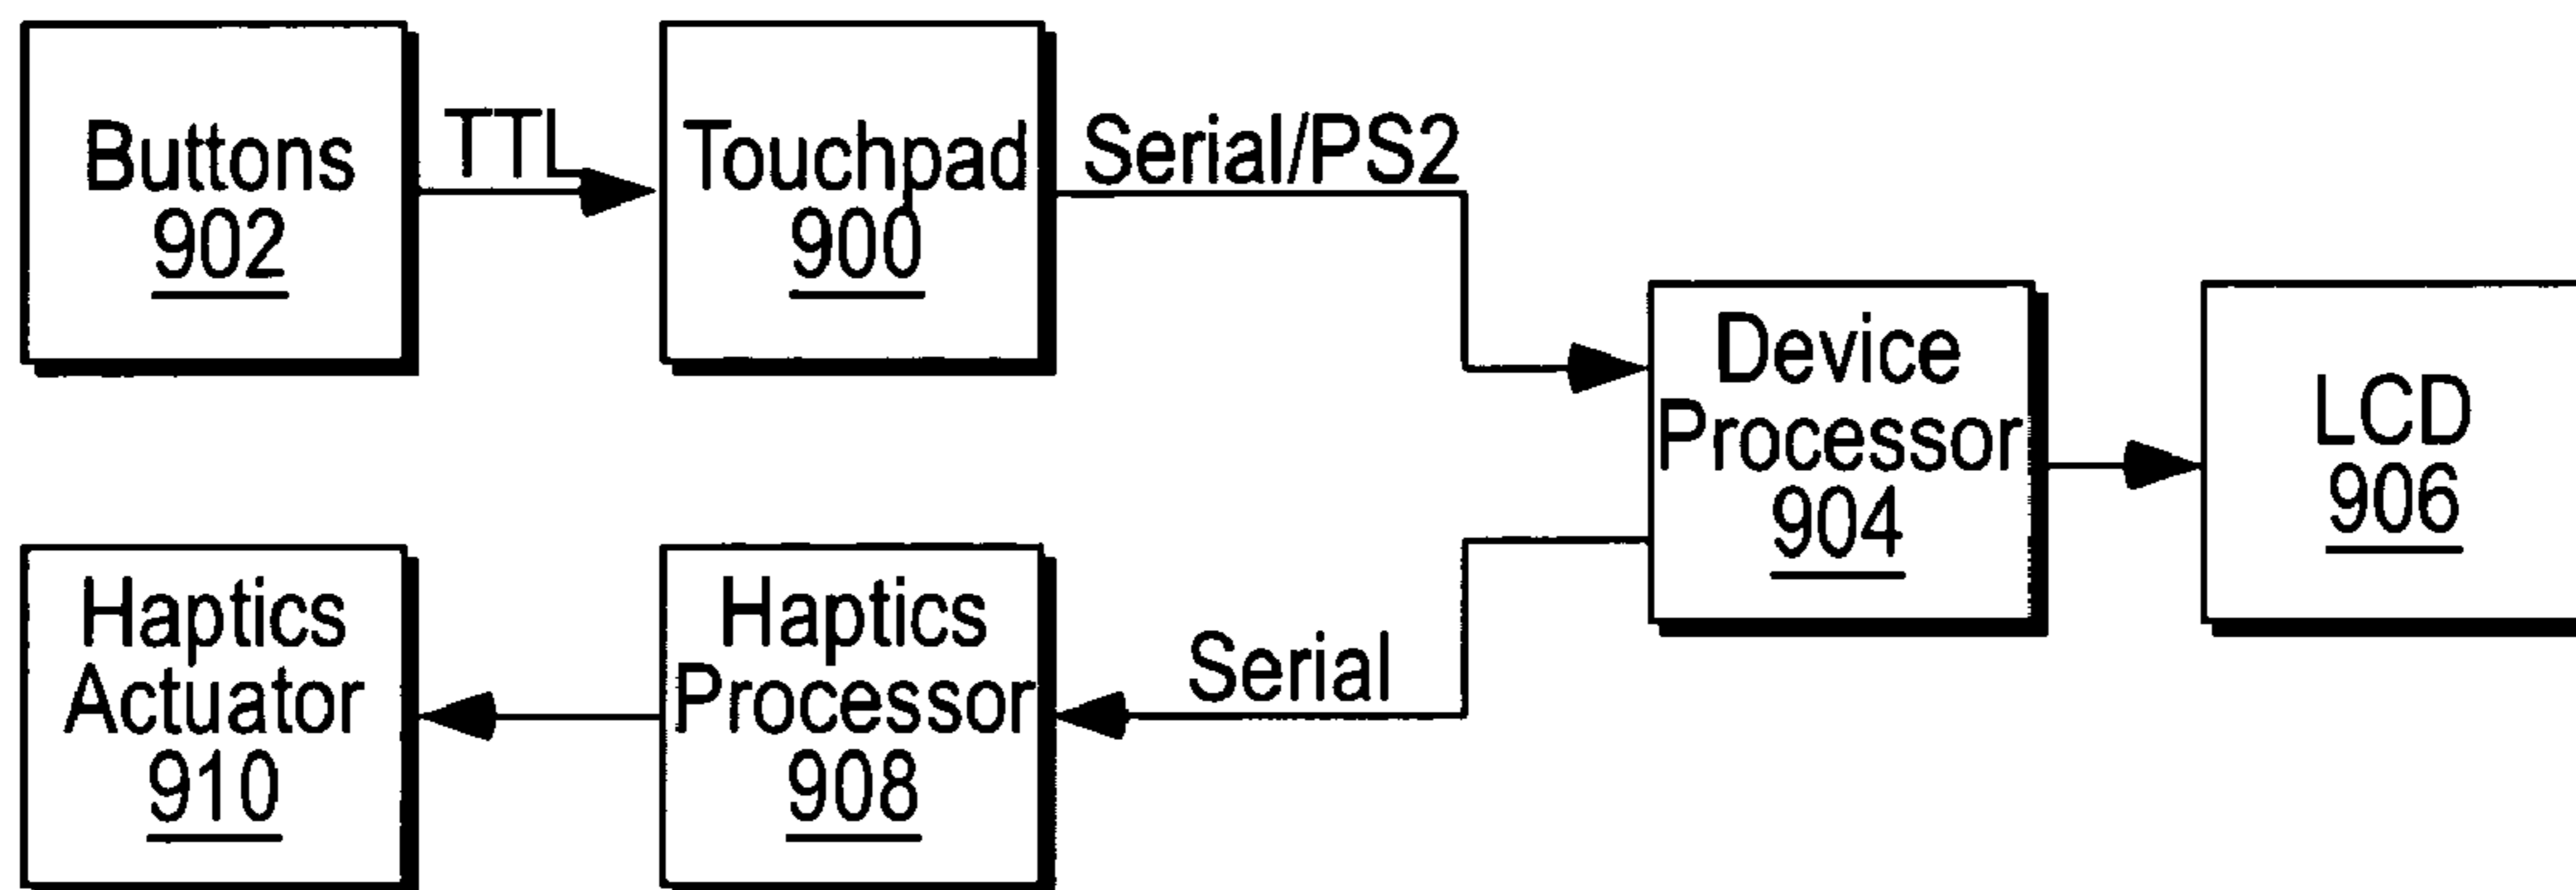 Buttons
902
TTL
Touchpad
900
Serial/PS2
Device
Processor
904
LCD
906
Haptics
Actuator
910
Haptics
Processor
908
Serial